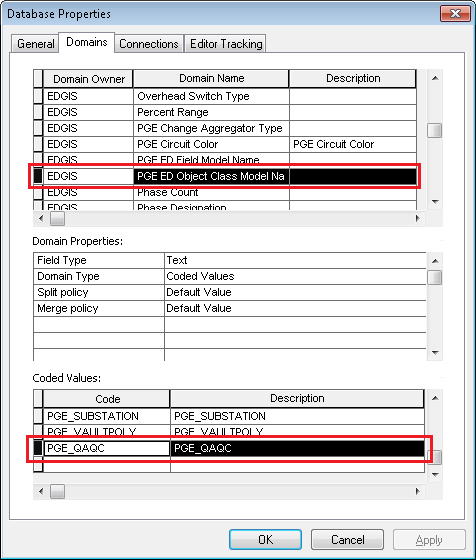 Database Properties
General Domains Connections Editor Tracking
Domain Owner Domain Name Description
EDGIS Overhead Switch Type
EDGIS Percent Range
EDGIS PGE Change Aggregator Type
EDGIS PGE Circuit Color PGE Circuit Color
EDGIS PGE ED Field Model Name
EDGIS PGE ED Object Class Model Na
EDGIS Phase Count
EDGIS Phase Designation
Domain Properties:
Field Type Text
Domain Type Coded Values
Split policy Default Value
Merge policy Default Value
Coded Values:
Code Description
PGE_SUBSTATION PGE_SUBSTATION
PGE_VAULTPOLY PGE_VAULTPOLY
PGE_QAQC PGE_QAQC
OK Cancel Apply